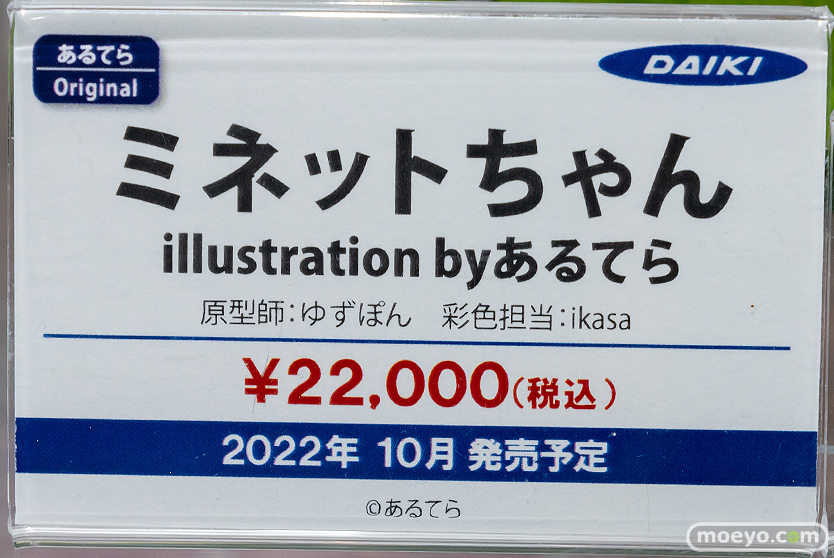 あるてら
Original
DAIKI
ミネットちゃん
illustration byあるてら
原型師：ゆずぽん　彩色担当：ikasa
￥22,000（税込）
2022年 10月 発売予定
©あるてら
moeyo.com